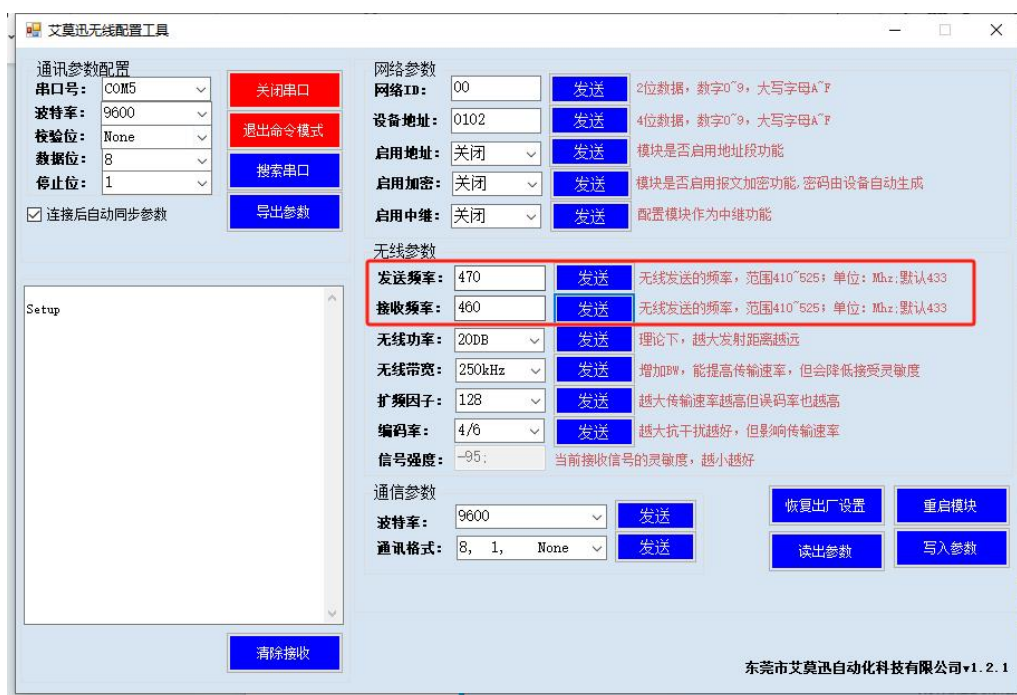 艾莫迅无线配置工具
通讯参数配置
串口号： COM5
关闭串口
波特率： 9600
退出命令模式
校验位： None
数据位： 8
搜索串口
停止位： 1
连接后自动同步参数
导出参数
Setup
清除接收
网络参数
网络ID： 00 发送 2位数据，数字0~9，大写字母A~F
设备地址： 0102 发送 4位数据，数字0~9，大写字母A~F
启用地址： 关闭 发送 模块是否启用地址段功能
启用加密： 关闭 发送 模块是否启用报文加密功能,密码由设备自动生成
启用中继： 关闭 发送 配置模块作为中继功能
无线参数
发送频率： 470 发送 无线发送的频率，范围410~525；单位：Mhz;默认433
接收频率： 460 发送 无线发送的频率，范围410~525；单位：Mhz;默认433
无线功率： 20DB 发送 理论下，越大发射距离越远
无线带宽： 250kHz 发送 增加BW，能提高传输速率，但会降低接受灵敏度
扩频因子： 128 发送 越大传输速率越高但误码率也越高
编码率： 4/6 发送 越大抗干扰越好，但影响传输速率
信号强度： -95; 当前接收信号的灵敏度，越小越好
通信参数
波特率： 9600 发送
通讯格式： 8, 1, None 发送
恢复出厂设置 重启模块
读出参数 写入参数
东莞市艾莫迅自动化科技有限公司▼1.2.1